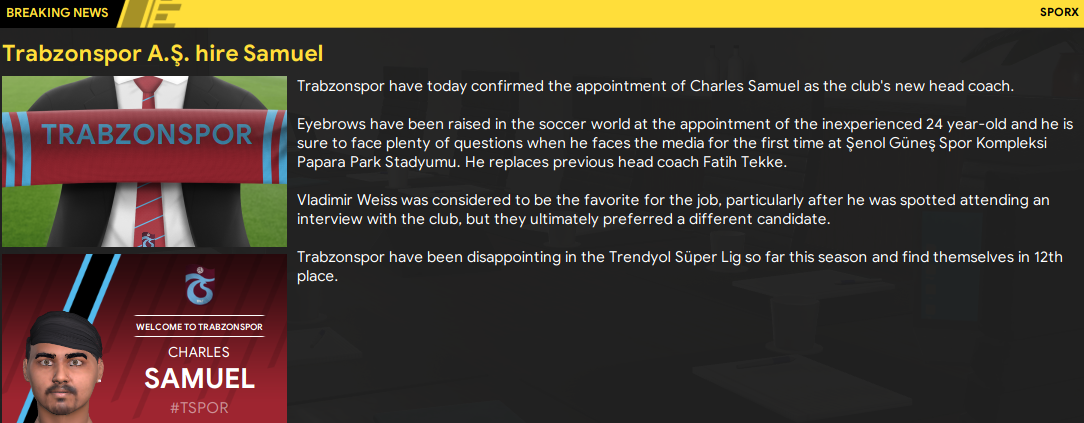 BREAKING NEWS
SPORX
Trabzonspor A.Ş. hire Samuel
TRABZONSPOR
Trabzonspor have today confirmed the appointment of Charles Samuel as the club's new head coach.
Eyebrows have been raised in the soccer world at the appointment of the inexperienced 24 year-old and he is
sure to face plenty of questions when he faces the media for the first time at Şenol Güneş Spor Kompleksi
Papara Park Stadyumu. He replaces previous head coach Fatih Tekke.
Vladimir Weiss was considered to be the favorite for the job, particularly after he was spotted attending an
interview with the club, but they ultimately preferred a different candidate.
Trabzonspor have been disappointing in the Trendyol Süper Lig so far this season and find themselves in 12th
place.
WELCOME TO TRABZONSPOR
CHARLES
SAMUEL
#TSPOR